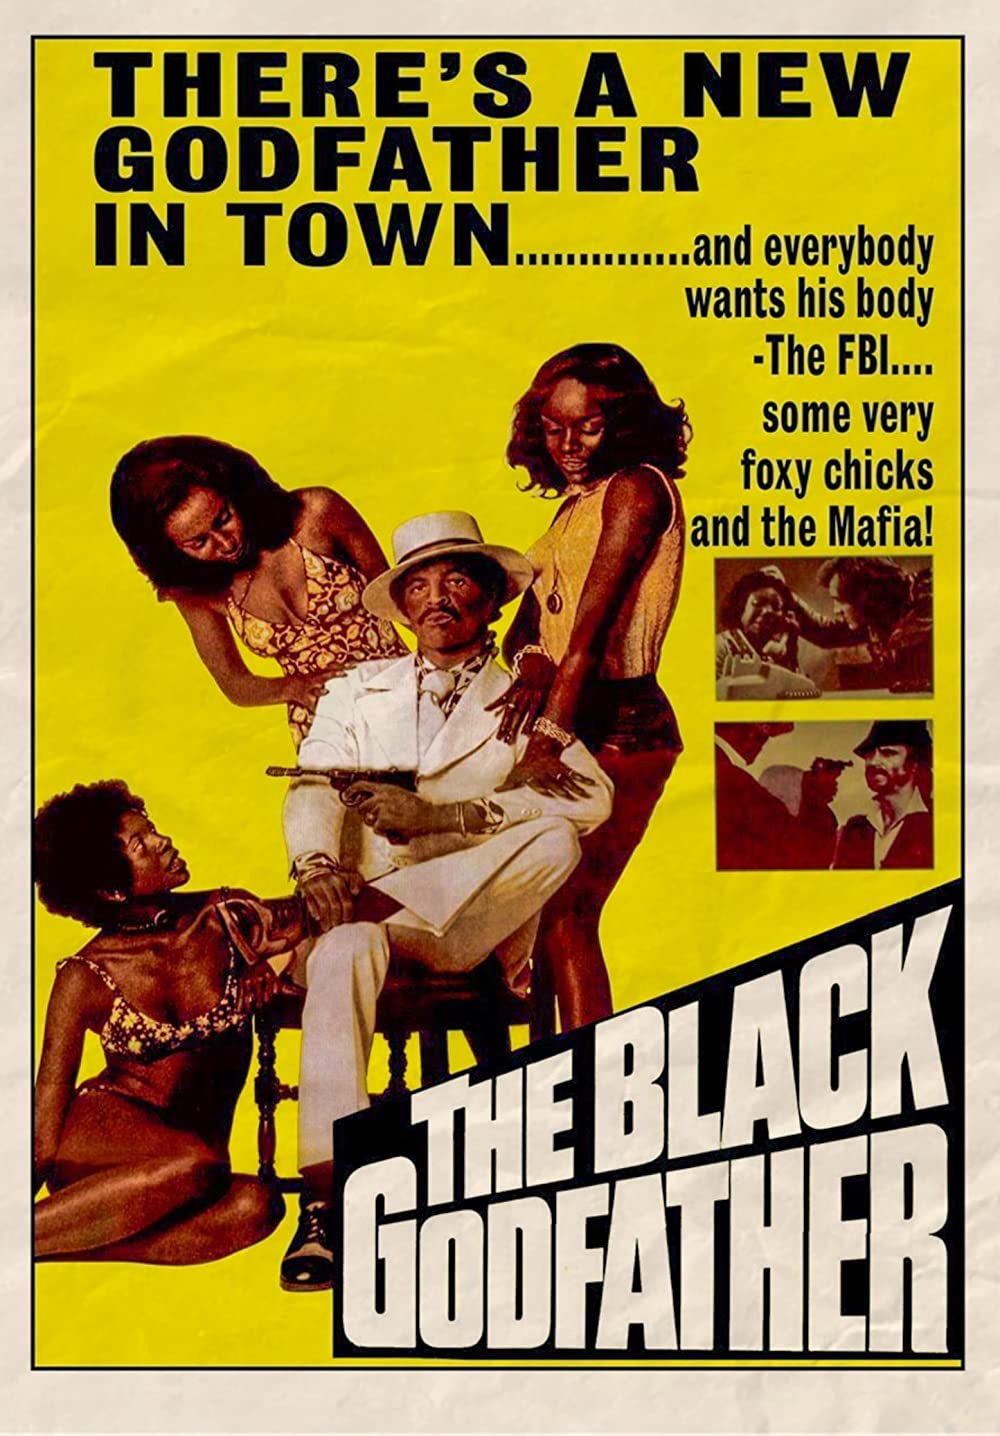 THERE'S A NEW
GODFATHER
IN TOWN..............and everybody
wants his body
-The FBI....
some very
foxy chicks
and the Mafia!
THE BLACK
GODFATHER